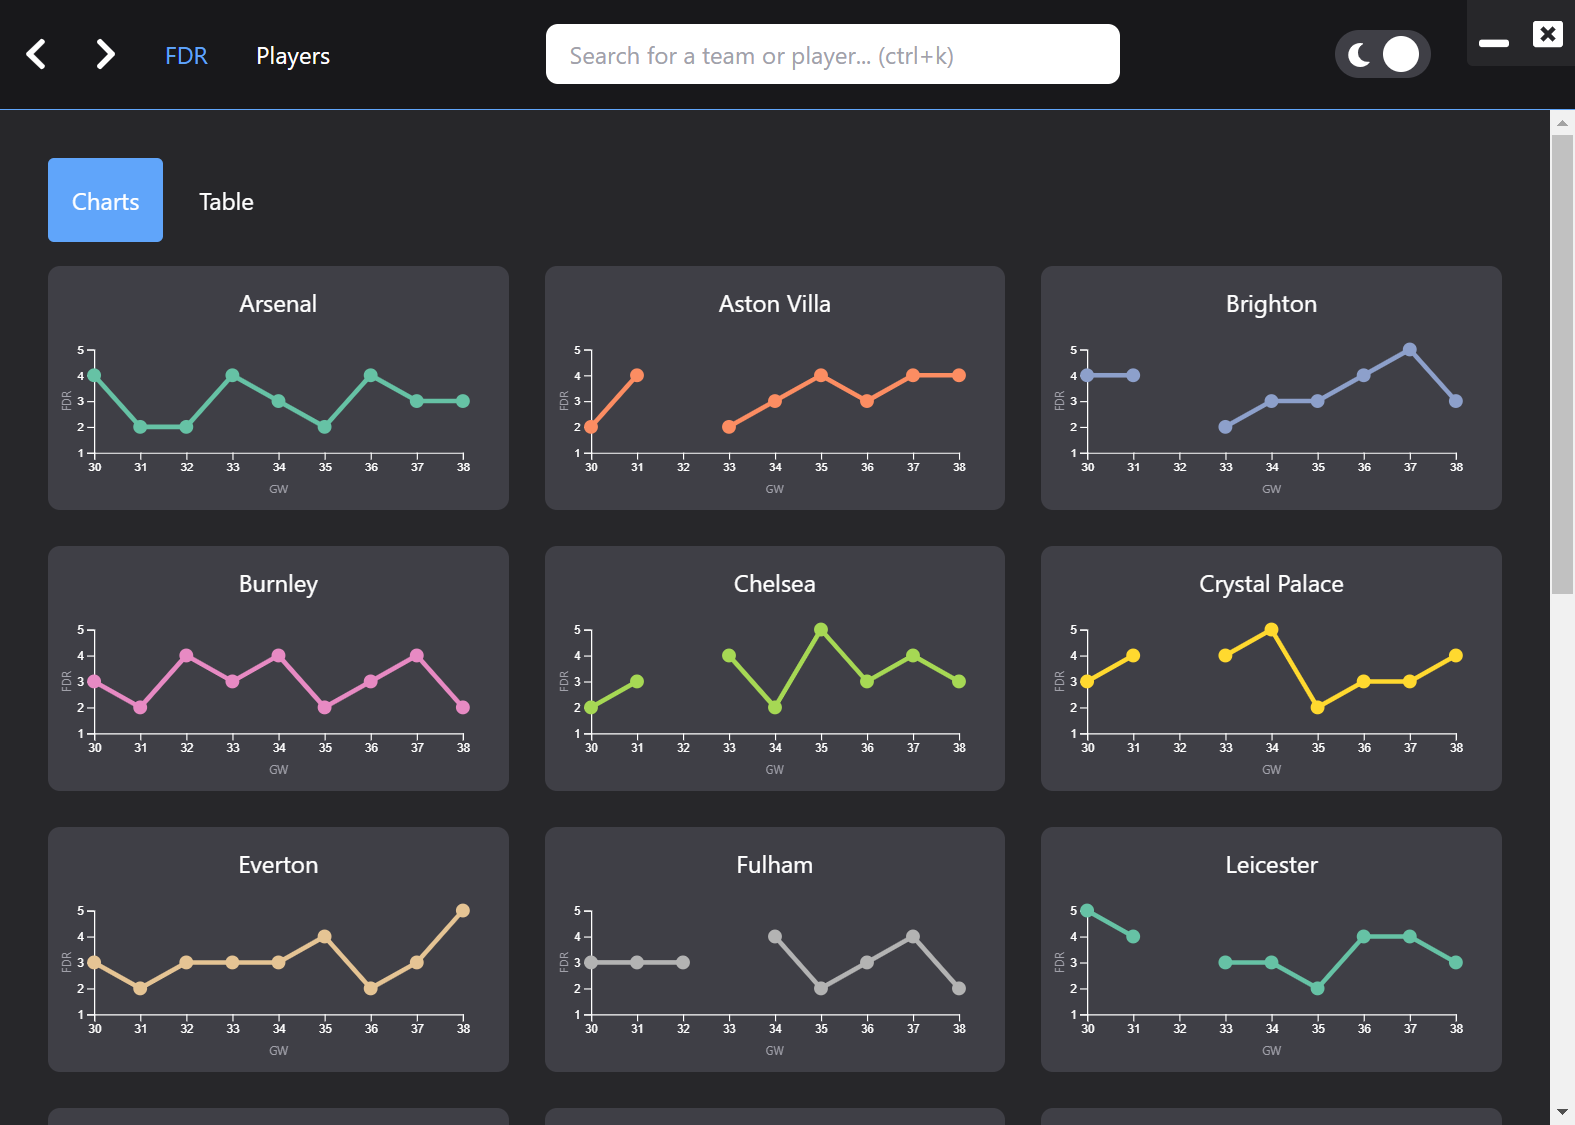 FDR Players Search for a team or player... (ctrl+k)
Charts Table
Arsenal
5
4
3
2
1
FDR
30 31 32 33 34 35 36 37 38
GW
Aston Villa
5
4
3
2
1
FDR
30 31 32 33 34 35 36 37 38
GW
Brighton
5
4
3
2
1
FDR
30 31 32 33 34 35 36 37 38
GW
Burnley
5
4
3
2
1
FDR
30 31 32 33 34 35 36 37 38
GW
Chelsea
5
4
3
2
1
FDR
30 31 32 33 34 35 36 37 38
GW
Crystal Palace
5
4
3
2
1
FDR
30 31 32 33 34 35 36 37 38
GW
Everton
5
4
3
2
1
FDR
30 31 32 33 34 35 36 37 38
GW
Fulham
5
4
3
2
1
FDR
30 31 32 33 34 35 36 37 38
GW
Leicester
5
4
3
2
1
FDR
30 31 32 33 34 35 36 37 38
GW